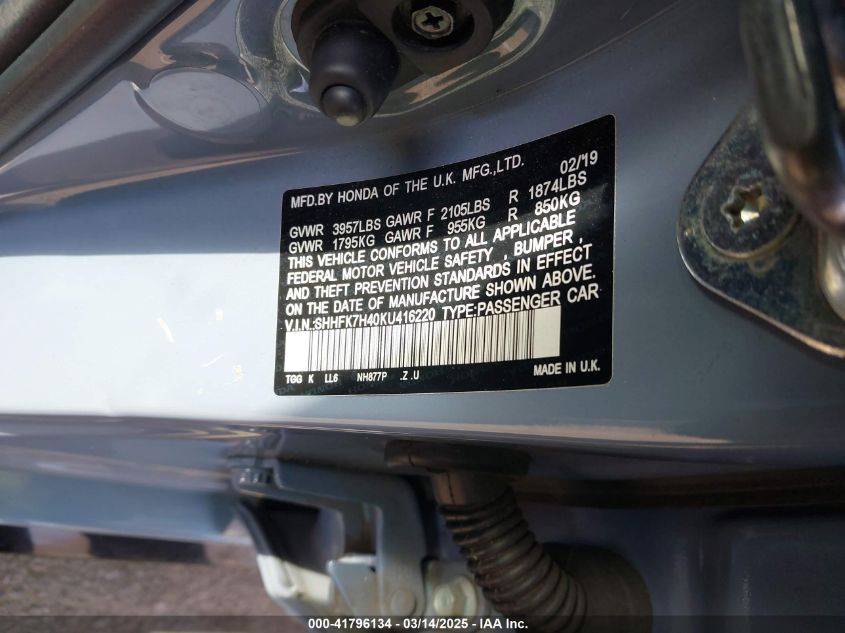 MFD.BY HONDA OF THE U.K. MFG.,LTD. 02/'19
GVWR 3957LBS GAWR F 2105LBS R 1874LBS
GVWR 1795KG GAWR F 955KG R 850KG
THIS VEHICLE CONFORMS TO ALL APPLICABLE
FEDERAL MOTOR VEHICLE SAFETY , BUMPER ,
AND THEFT PREVENTION STANDARDS IN EFFECT
ON THE DATE OF MANUFACTURE SHOWN ABOVE.
V.I.N.:SHHFK7H40KU416220 TYPE:PASSENGER CAR
TGG K LL6 NH877P .Z .U MADE IN U.K.
000-41796134 - 03/14/2025 - IAA Inc.